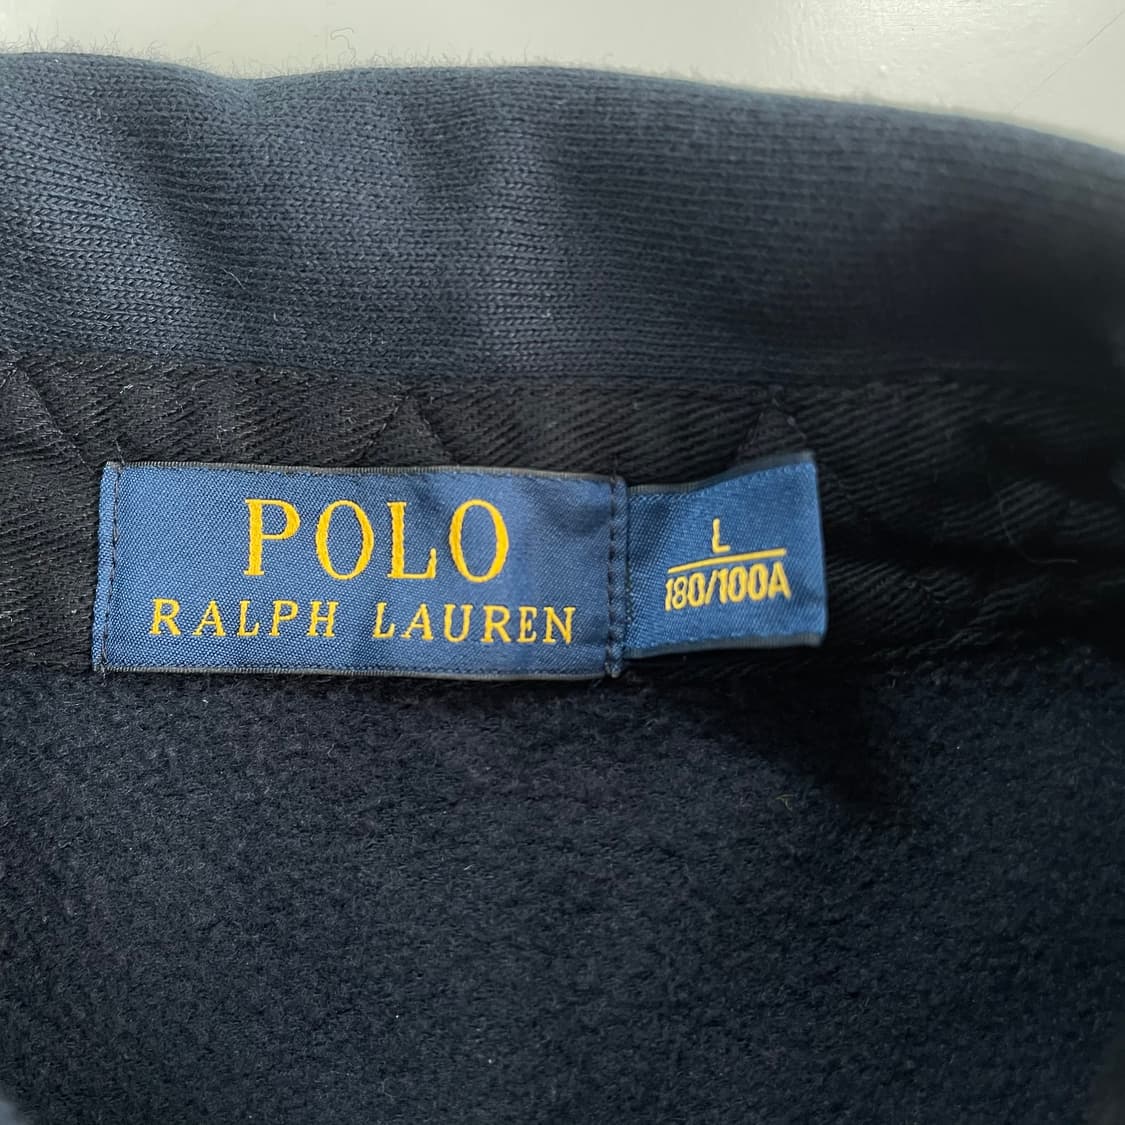 POLO
RALPH LAUREN
L
180/100A